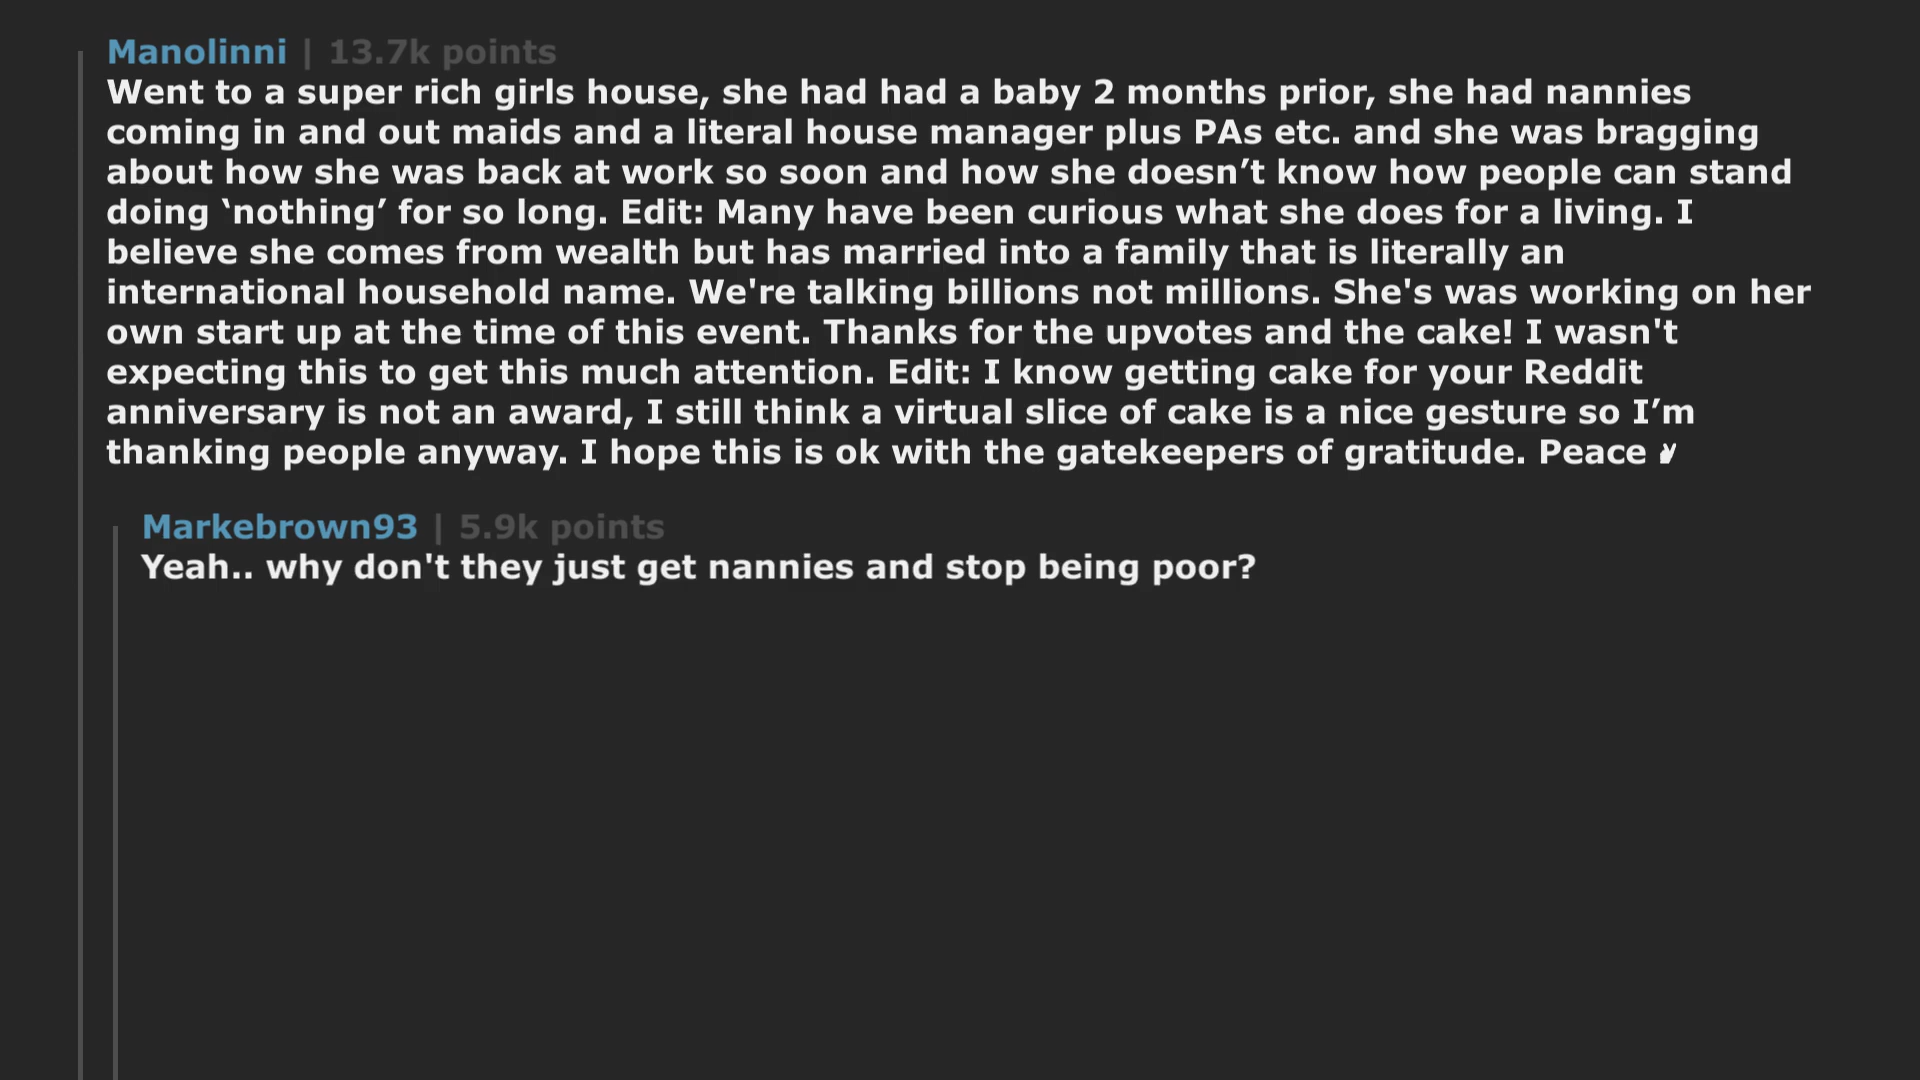 Manolinni | 13.7k points
Went to a super rich girls house, she had had a baby 2 months prior, she had nannies
coming in and out maids and a literal house manager plus PAs etc. and she was bragging
about how she was back at work so soon and how she doesn’t know how people can stand
doing ‘nothing’ for so long. Edit: Many have been curious what she does for a living. I
believe she comes from wealth but has married into a family that is literally an
international household name. We're talking billions not millions. She's was working on her
own start up at the time of this event. Thanks for the upvotes and the cake! I wasn't
expecting this to get this much attention. Edit: I know getting cake for your Reddit
anniversary is not an award, I still think a virtual slice of cake is a nice gesture so I’m
thanking people anyway. I hope this is ok with the gatekeepers of gratitude. Peace ✌
Markebrown93 | 5.9k points
Yeah.. why don't they just get nannies and stop being poor?